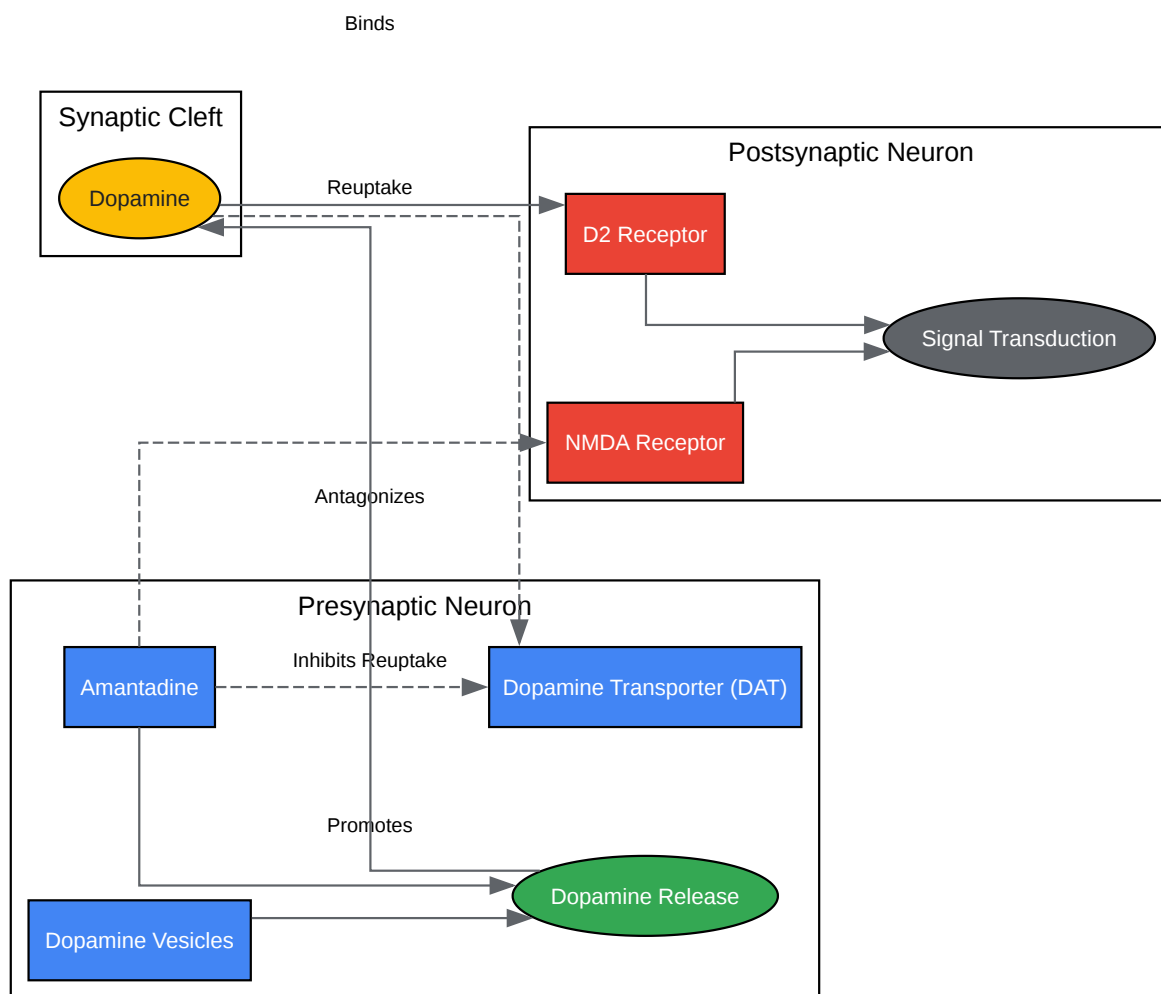 Binds
Synaptic Cleft
Dopamine
Reuptake
Postsynaptic Neuron
D2 Receptor
Signal Transduction
NMDA Receptor
Antagonizes
Presynaptic Neuron
Amantadine
Inhibits Reuptake
Dopamine Transporter (DAT)
Promotes
Dopamine Release
Dopamine Vesicles